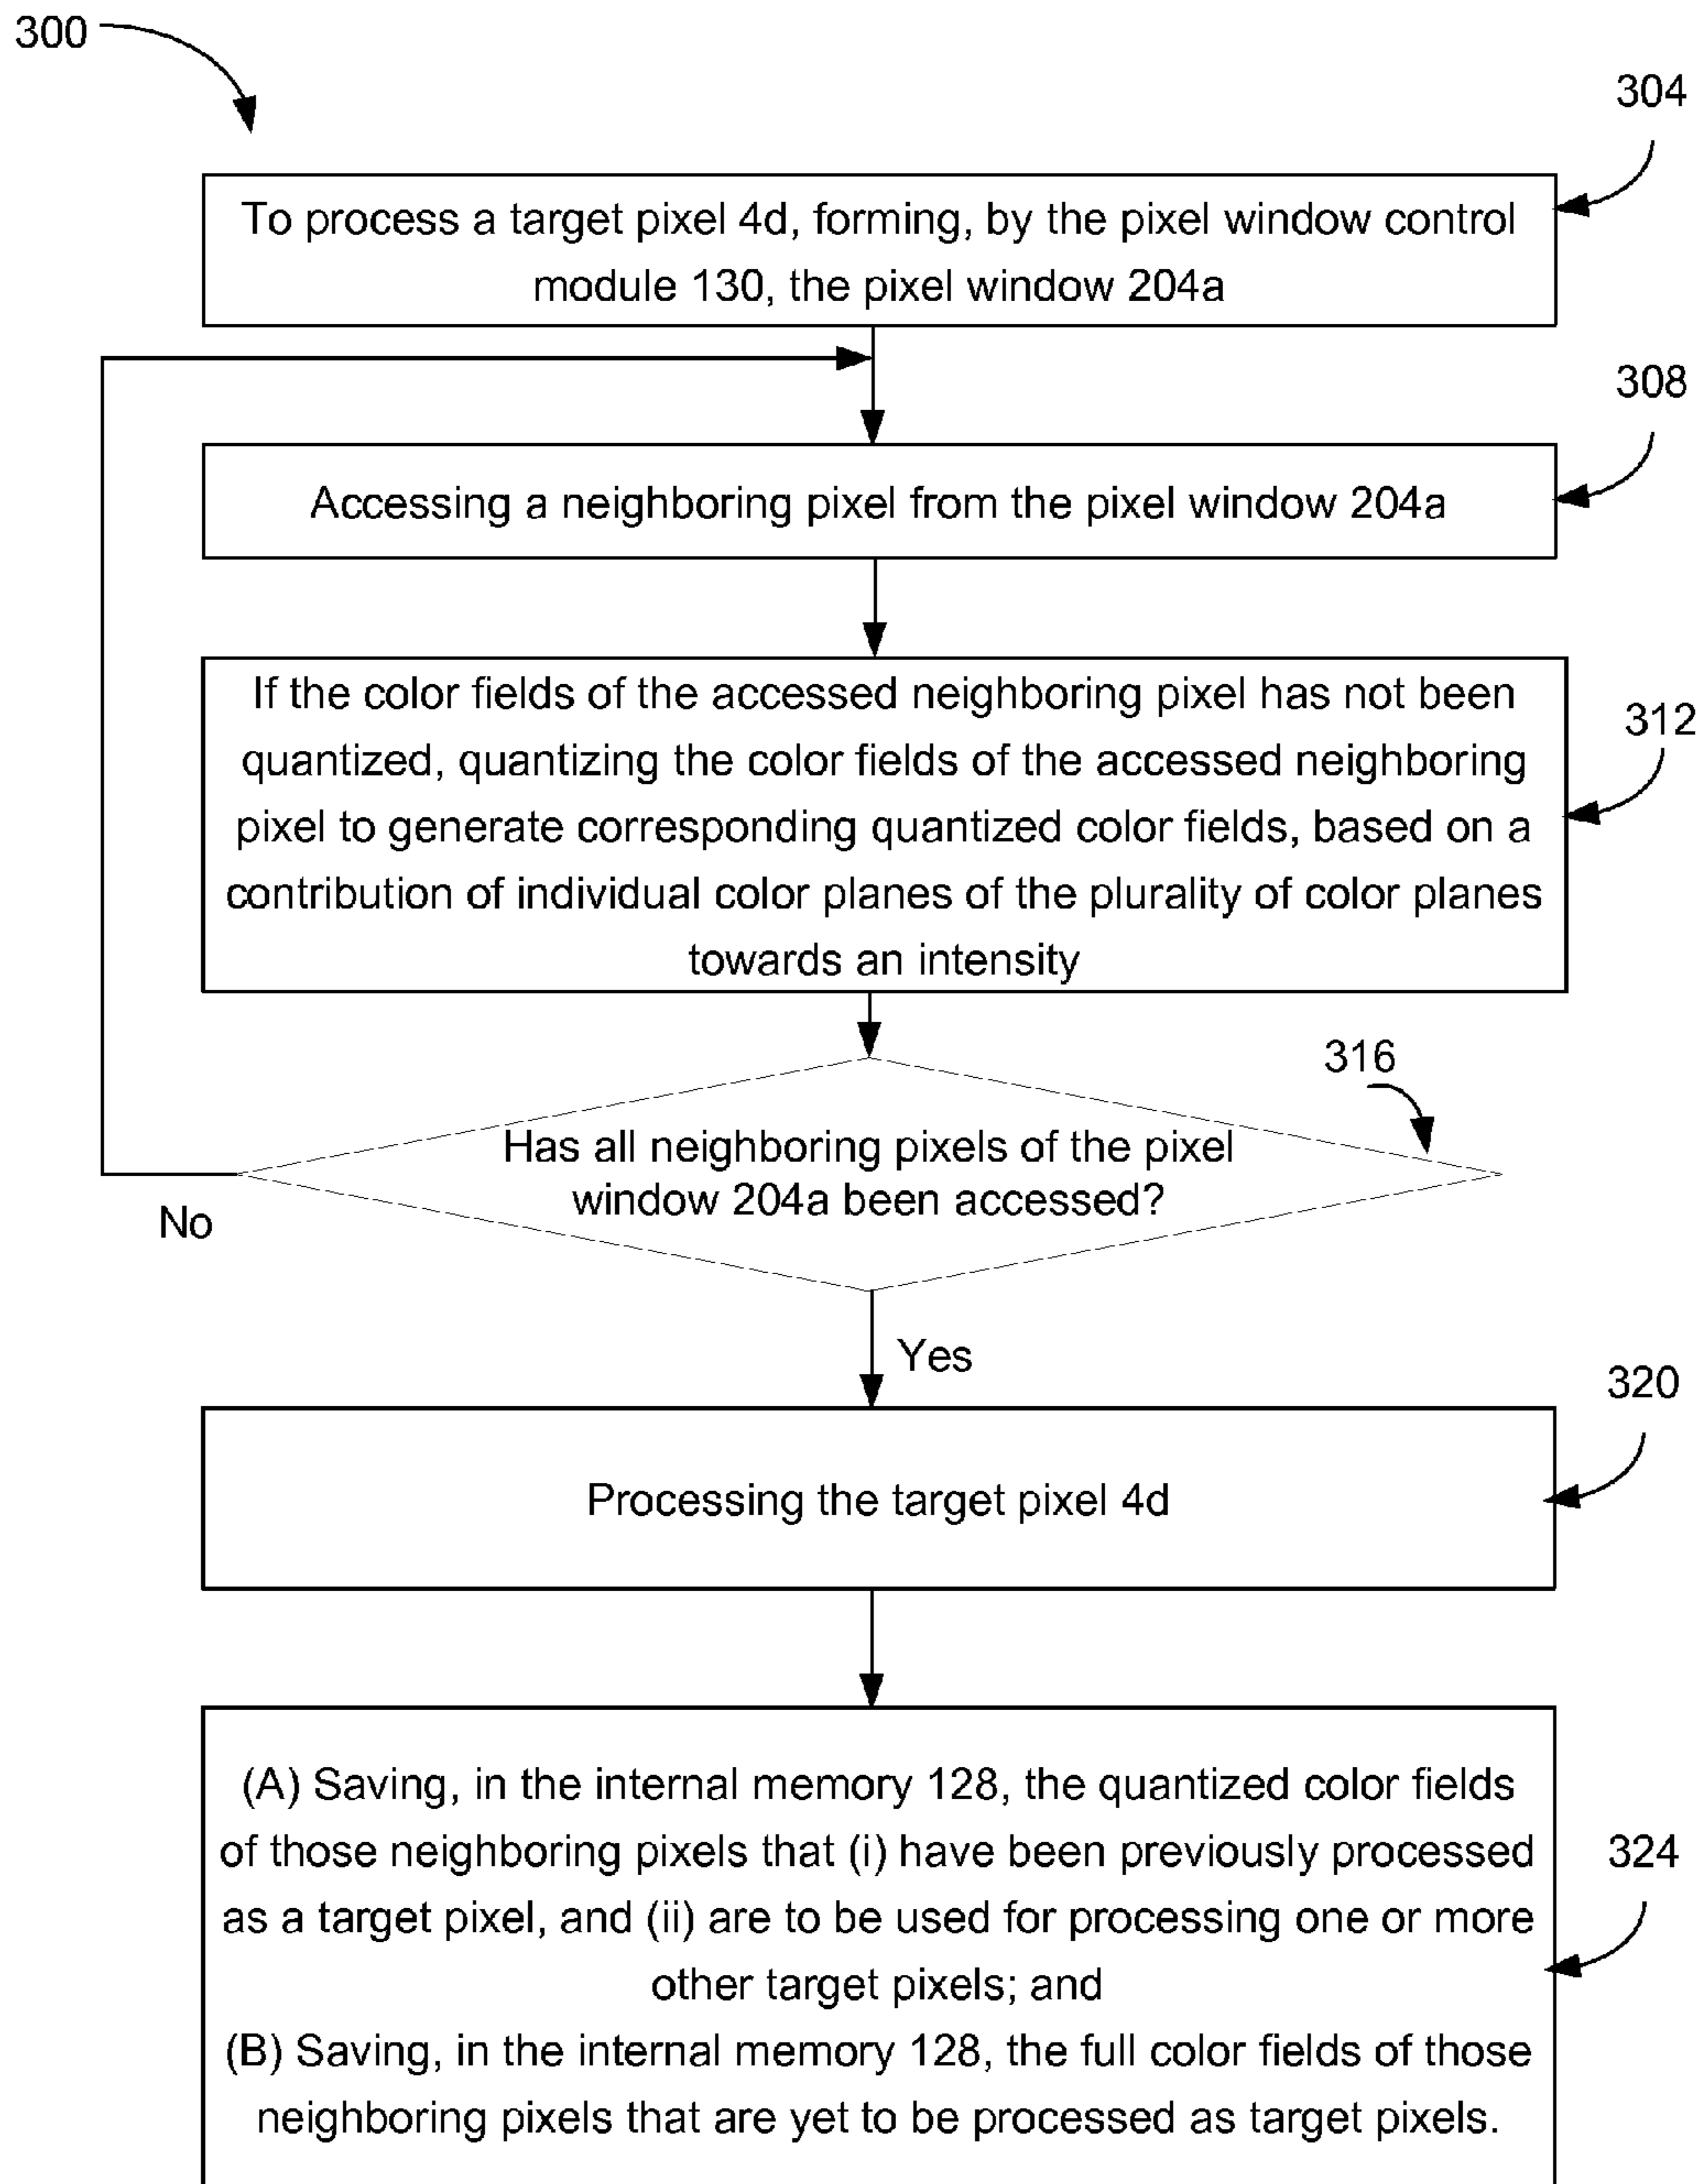 300
304
To process a target pixel 4d, forming, by the pixel window control
module 130, the pixel window 204a
308
Accessing a neighboring pixel from the pixel window 204a
If the color fields of the accessed neighboring pixel has not been
quantized, quantizing the color fields of the accessed neighboring
pixel to generate corresponding quantized color fields, based on a
contribution of individual color planes of the plurality of color planes
towards an intensity
312
316
Has all neighboring pixels of the pixel
window 204a been accessed?
No
Yes
320
Processing the target pixel 4d
(A) Saving, in the internal memory 128, the quantized color fields
of those neighboring pixels that (i) have been previously processed
as a target pixel, and (ii) are to be used for processing one or more
other target pixels; and
(B) Saving, in the internal memory 128, the full color fields of those
neighboring pixels that are yet to be processed as target pixels.
324